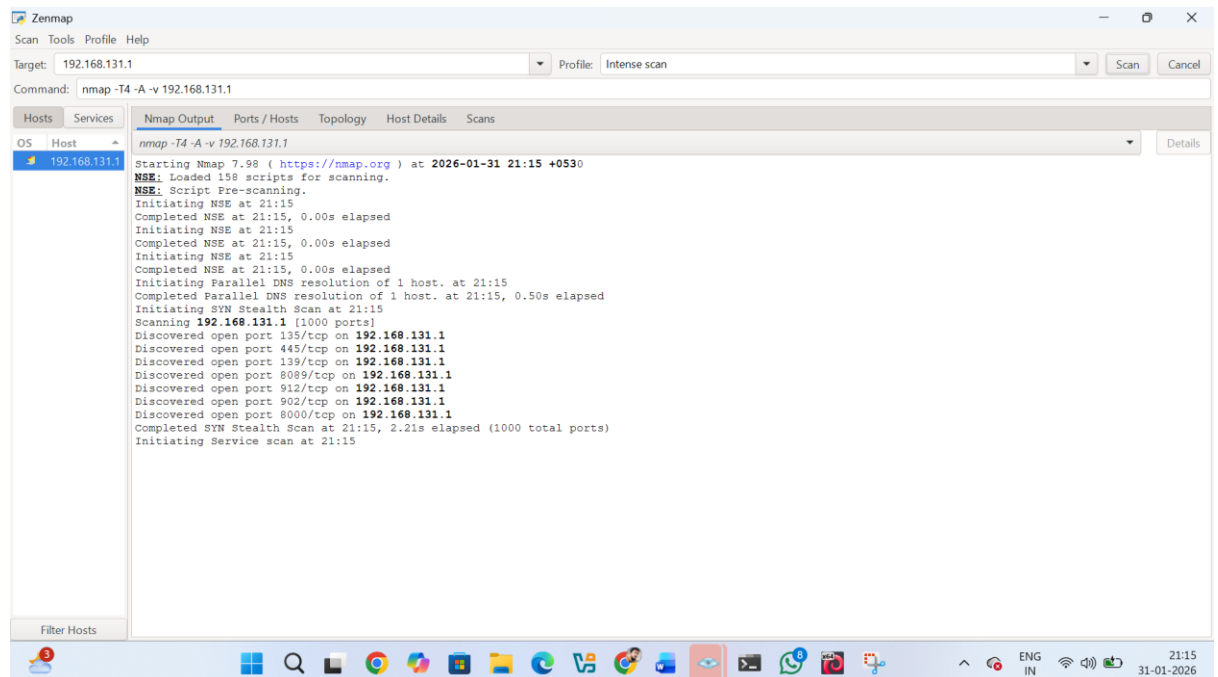 Zenmap
Scan Tools Profile Help
Target: 192.168.131.1 Profile: Intense scan Scan Cancel
Command: nmap -T4 -A -v 192.168.131.1
Hosts Services Nmap Output Ports / Hosts Topology Host Details Scans
OS Host nmap -T4 -A -v 192.168.131.1 Details
192.168.131.1
Starting Nmap 7.98 ( https://nmap.org ) at 2026-01-31 21:15 +0530
NSE: Loaded 158 scripts for scanning.
NSE: Script Pre-scanning.
Initiating NSE at 21:15
Completed NSE at 21:15, 0.00s elapsed
Initiating NSE at 21:15
Completed NSE at 21:15, 0.00s elapsed
Initiating NSE at 21:15
Completed NSE at 21:15, 0.00s elapsed
Initiating Parallel DNS resolution of 1 host. at 21:15
Completed Parallel DNS resolution of 1 host. at 21:15, 0.50s elapsed
Initiating SYN Stealth Scan at 21:15
Scanning 192.168.131.1 [1000 ports]
Discovered open port 135/tcp on 192.168.131.1
Discovered open port 445/tcp on 192.168.131.1
Discovered open port 139/tcp on 192.168.131.1
Discovered open port 8089/tcp on 192.168.131.1
Discovered open port 912/tcp on 192.168.131.1
Discovered open port 902/tcp on 192.168.131.1
Discovered open port 8000/tcp on 192.168.131.1
Completed SYN Stealth Scan at 21:15, 2.21s elapsed (1000 total ports)
Initiating Service scan at 21:15
Filter Hosts
3
8
ENG
IN
21:15
31-01-2026